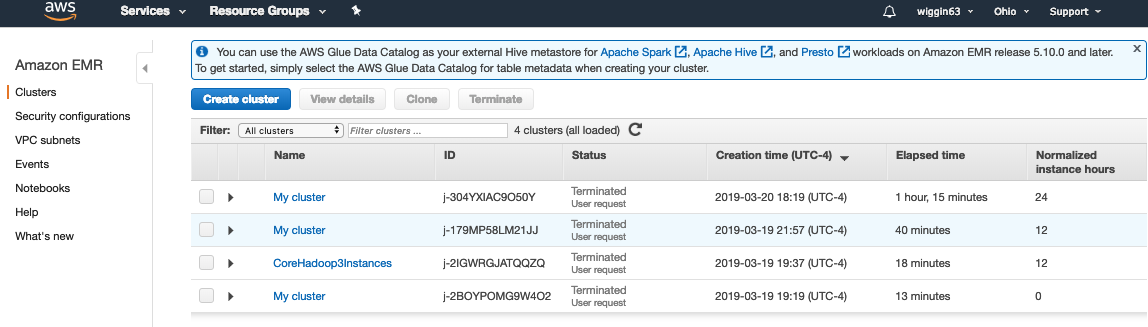 aws Services Resource Groups wiggin63 Ohio Support
Amazon EMR
Clusters
Security configurations
VPC subnets
Events
Notebooks
Help
What's new
You can use the AWS Glue Data Catalog as your external Hive metastore for Apache Spark, Apache Hive, and Presto workloads on Amazon EMR release 5.10.0 and later. X
To get started, simply select the AWS Glue Data Catalog for table metadata when creating your cluster.
Create cluster View details Clone Terminate
Filter: All clusters Filter clusters ... 4 clusters (all loaded)
Name ID Status Creation time (UTC-4) Elapsed time Normalized
instance hours
My cluster j-304YXIAC9O50Y Terminated 2019-03-20 18:19 (UTC-4) 1 hour, 15 minutes 24
User request
My cluster j-179MP58LM21JJ Terminated 2019-03-19 21:57 (UTC-4) 40 minutes 12
User request
CoreHadoop3Instances j-2IGWRGJATQQZQ Terminated 2019-03-19 19:37 (UTC-4) 18 minutes 12
User request
My cluster j-2BOYPOMG9W4O2 Terminated 2019-03-19 19:19 (UTC-4) 13 minutes 0
User request